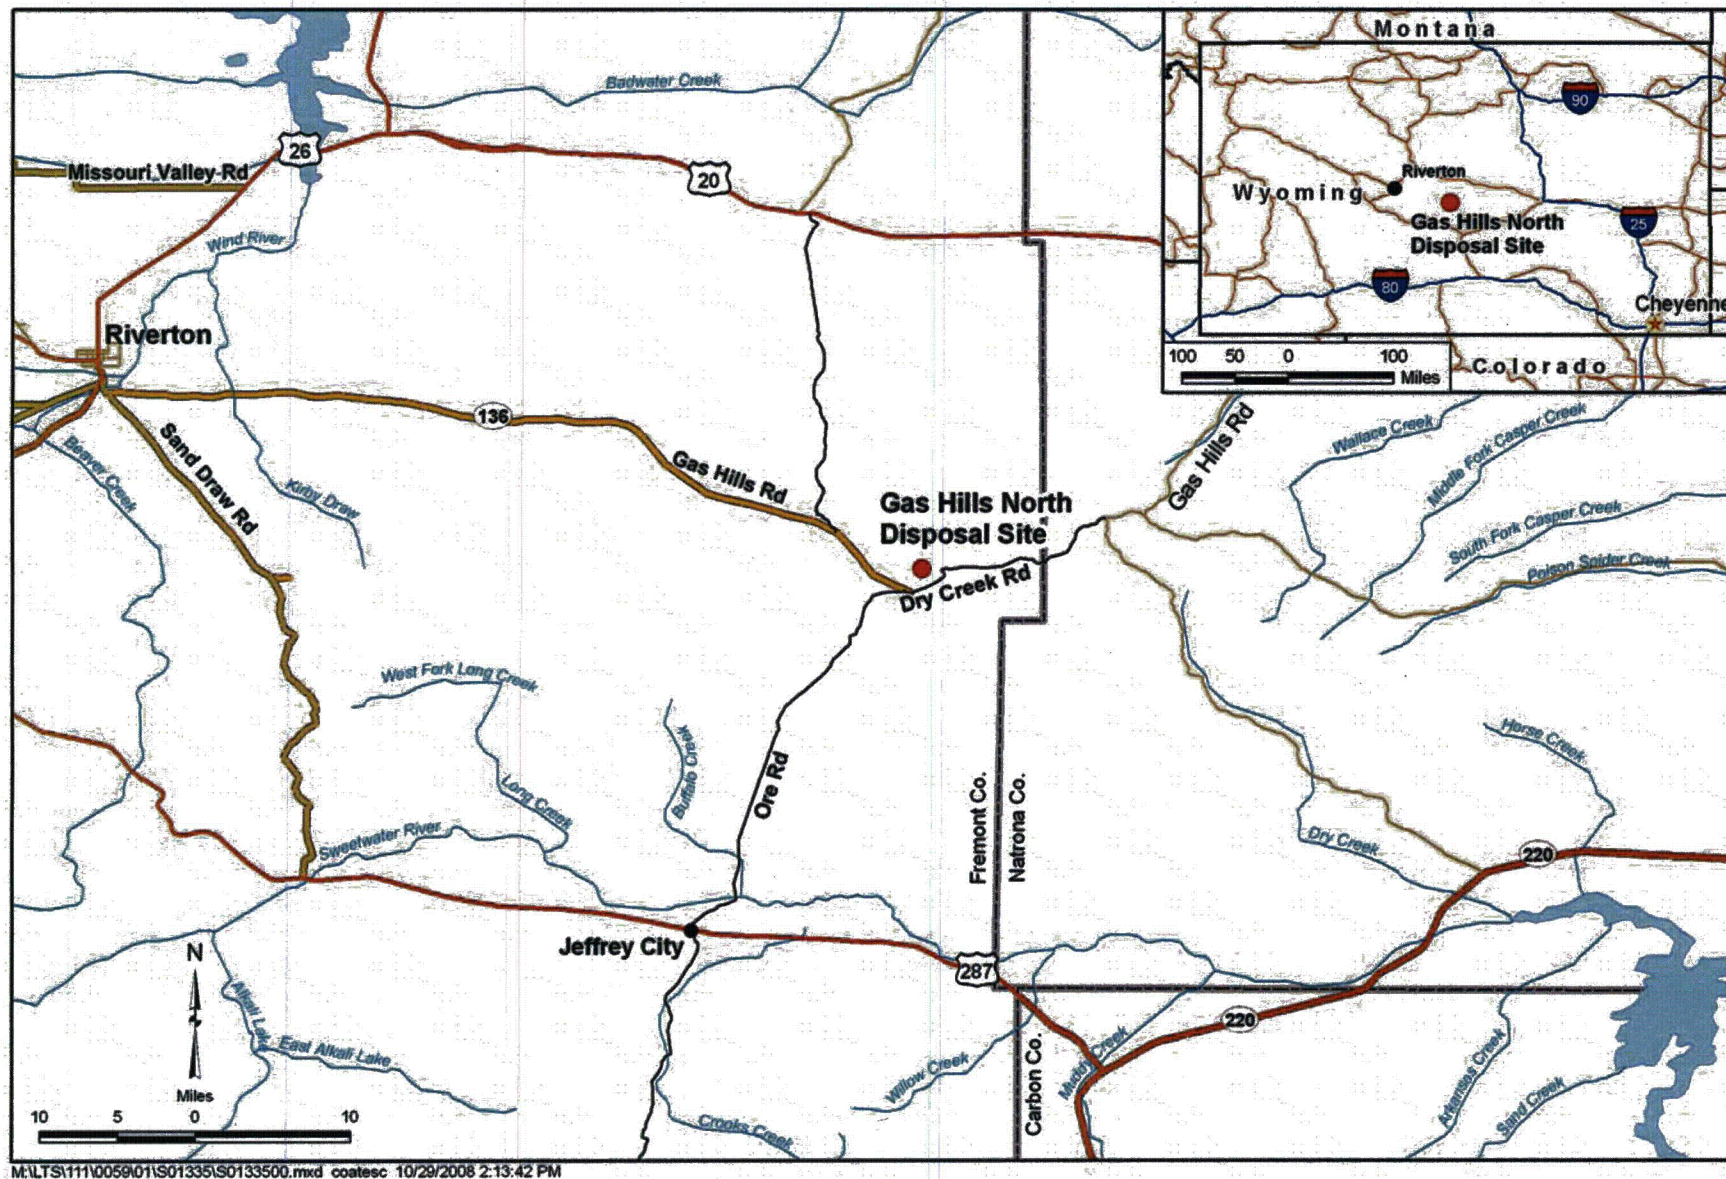 Montana
90
Riverton
Wyoming
Gas Hills North
Disposal Site
25
80
Cheyenne
100 50 0 100
Miles
Colorado
Badwater Creek
26
Missouri Valley Rd
20
Wind River
Riverton
136
Sand Draw Rd
Beaver Creek
Kirby Draw
Gas Hills Rd
Gas Hills North
Disposal Site
Dry Creek Rd
Gas Hills Rd
Wallace Creek
Middle Fork Casper Creek
South Fork Casper Creek
Poison Spider Creek
West Fork Long Creek
Long Creek
Buffalo Creek
Ore Rd
Sweetwater River
Fremont Co.
Natrona Co.
Horse Creek
Dry Creek
220
Jeffrey City
287
N
Alkali Lake
East Alkali Lake
Crooks Creek
Willow Creek
Carbon Co.
Muddy Creek
220
Arkansas Creek
Sand Creek
Miles
10 5 0 10
M:\LTS\111\0059\01\S01335\S0133500.mxd coatesc 10/29/2008 2:13:42 PM